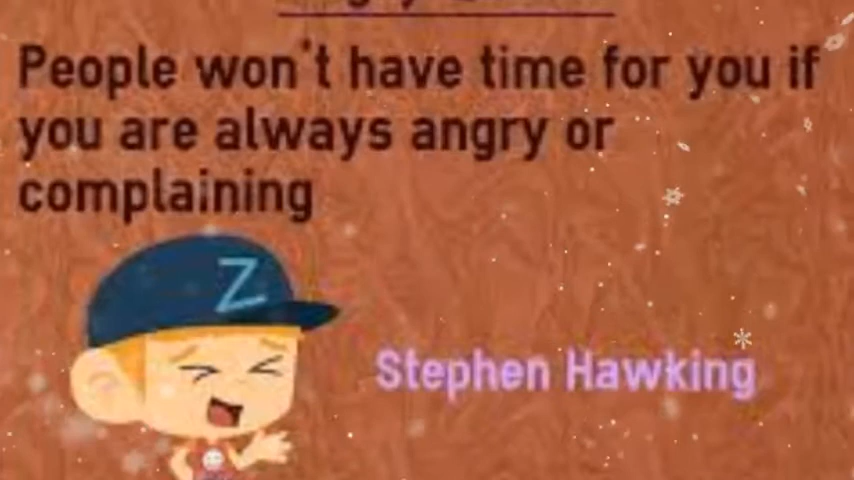 People won't have time for you if
you are always angry or
complaining
Z
Stephen Hawking